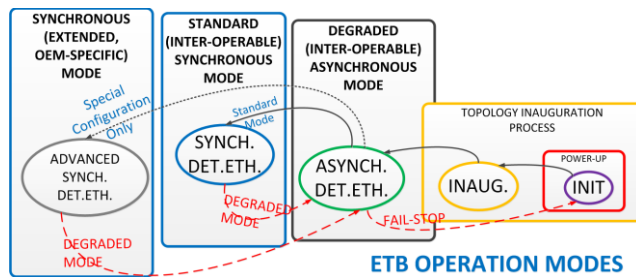 SYNCHRONOUS
(EXTENDED,
OEM-SPECIFIC)
MODE
STANDARD
(INTER-OPERABLE)
SYNCHRONOUS
MODE
DEGRADED
(INTER-OPERABLE)
ASYNCHRONOUS
MODE
TOPOLOGY INAUGURATION
PROCESS
POWER-UP
Special
Configuration
Only
Standard
Mode
ADVANCED
SYNCH.
DET.ETH.
SYNCH.
DET.ETH.
ASYNCH.
DET.ETH.
INAUG.
INIT
DEGRADED
MODE
DEGRADED
MODE
FAIL-STOP
ETB OPERATION MODES